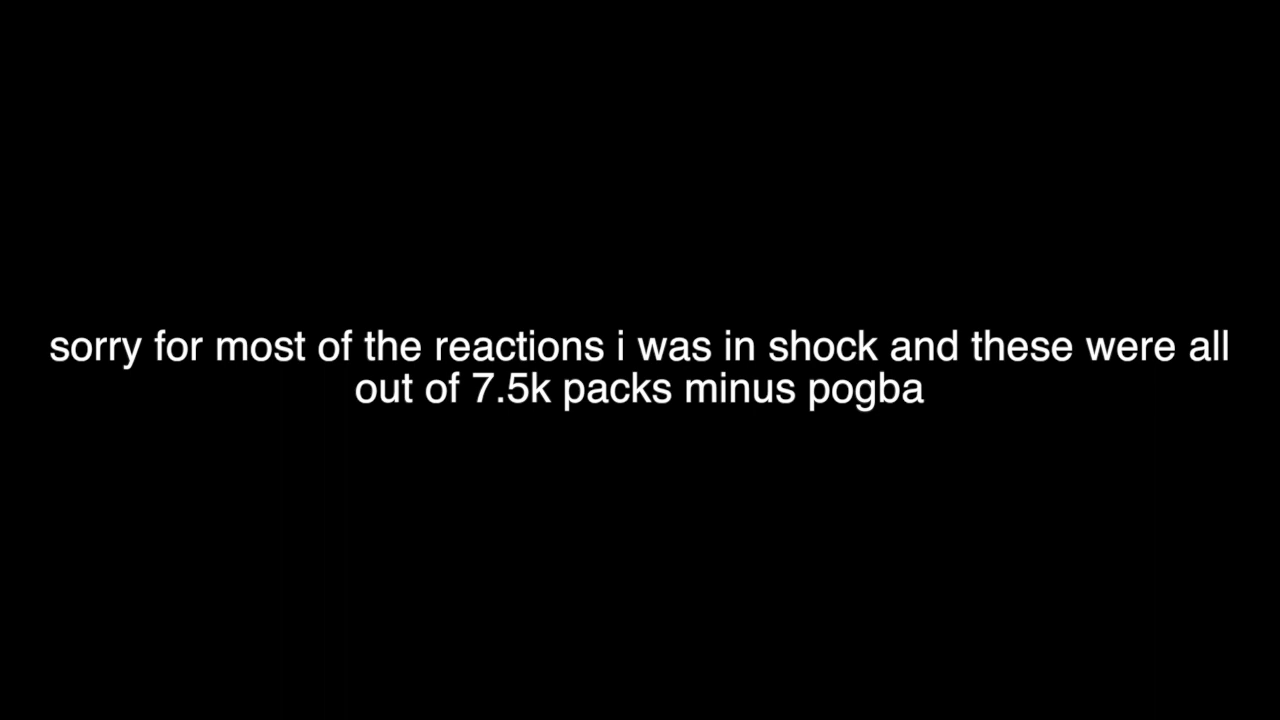 sorry for most of the reactions i was in shock and these were all
out of 7.5k packs minus pogba